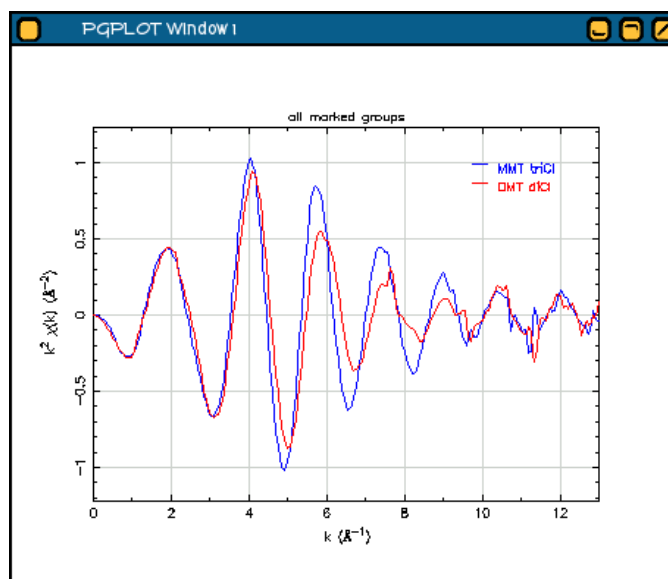 PGPLOT Window 1
all marked groups
MMT triCl
DMT diCl
1
0.5
0
−0.5
−1
k² χ(k) (Å⁻²)
0 2 4 6 8 10 12
k (Å⁻¹)